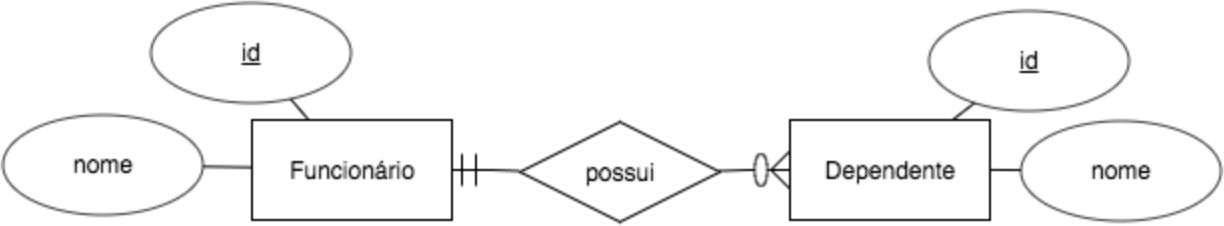 id
id
nome
Funcionário
possui
Dependente
nome